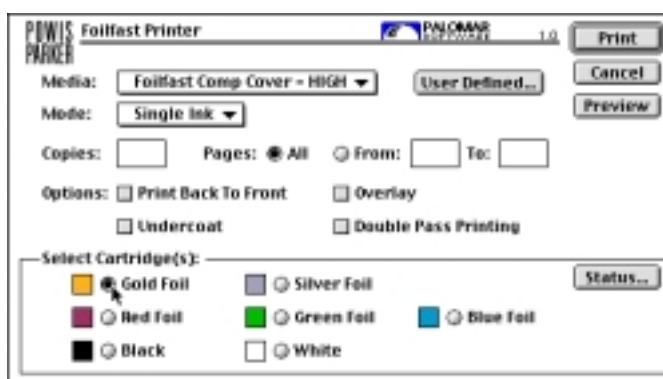 POWIS PARKER Foilfast Printer PALOMAR SOFTWARE 1.0 Print
Media: Foilfast Comp Cover - HIGH User Defined... Cancel
Mode: Single Ink Preview
Copies: Pages: All From: To:
Options: Print Back To Front Overlay
Undercoat Double Pass Printing
Select Cartridge(s):
Gold Foil Silver Foil Status...
Red Foil Green Foil Blue Foil
Black White